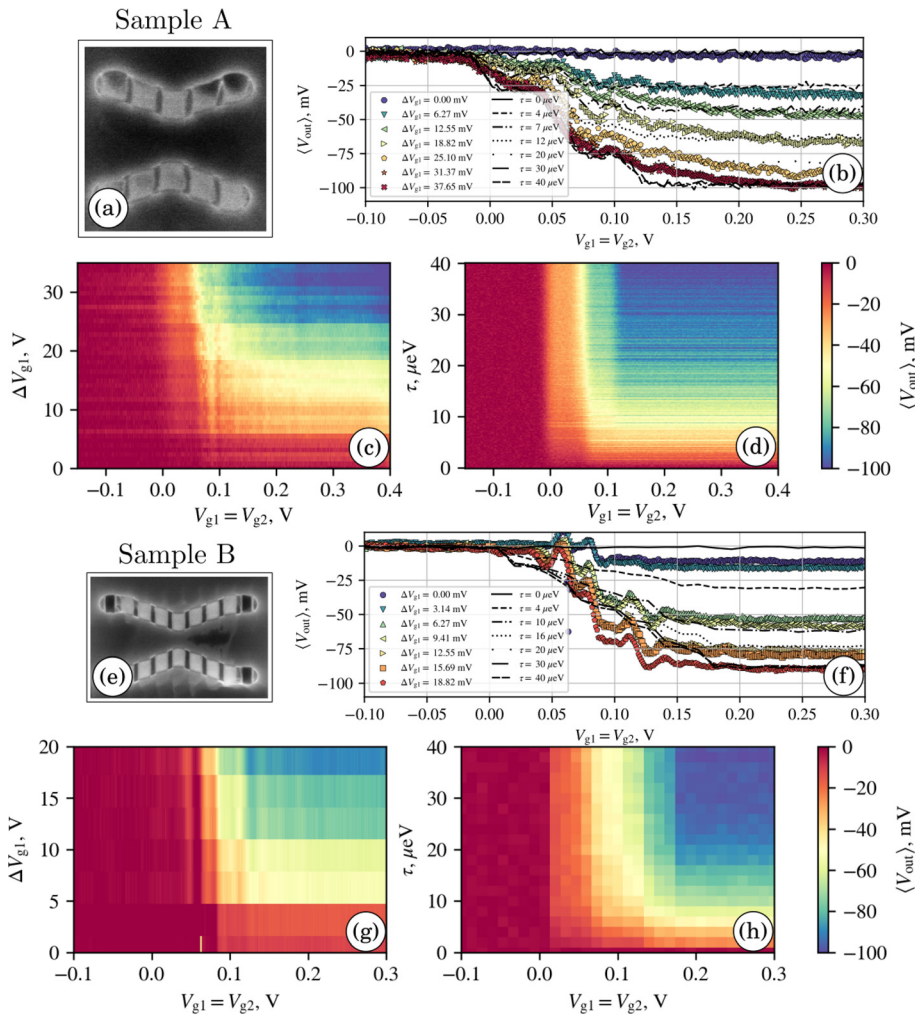 Sample A
(a)
⟨V_out⟩, mV
0
−25
−50
−75
−100
ΔV_g1 = 0.00 mV
ΔV_g1 = 6.27 mV
ΔV_g1 = 12.55 mV
ΔV_g1 = 18.82 mV
ΔV_g1 = 25.10 mV
ΔV_g1 = 31.37 mV
ΔV_g1 = 37.65 mV
τ = 0 μeV
τ = 4 μeV
τ = 7 μeV
τ = 12 μeV
τ = 20 μeV
τ = 30 μeV
τ = 40 μeV
(b)
−0.10 −0.05 0.00 0.05 0.10 0.15 0.20 0.25 0.30
V_g1 = V_g2, V
ΔV_g1, V
30
20
10
0
(c)
−0.1 0.0 0.1 0.2 0.3 0.4
V_g1 = V_g2, V
τ, μeV
40
30
20
10
0
(d)
−0.1 0.0 0.1 0.2 0.3 0.4
V_g1 = V_g2, V
0
−20
−40
−60
−80
−100
⟨V_out⟩, mV
Sample B
(e)
⟨V_out⟩, mV
0
−25
−50
−75
−100
ΔV_g1 = 0.00 mV
ΔV_g1 = 3.14 mV
ΔV_g1 = 6.27 mV
ΔV_g1 = 9.41 mV
ΔV_g1 = 12.55 mV
ΔV_g1 = 15.69 mV
ΔV_g1 = 18.82 mV
τ = 0 μeV
τ = 4 μeV
τ = 10 μeV
τ = 16 μeV
τ = 20 μeV
τ = 30 μeV
τ = 40 μeV
(f)
−0.10 −0.05 0.00 0.05 0.10 0.15 0.20 0.25 0.30
V_g1 = V_g2, V
ΔV_g1, V
20
15
10
5
0
(g)
−0.1 0.0 0.1 0.2 0.3
V_g1 = V_g2, V
τ, μeV
40
30
20
10
0
(h)
−0.1 0.0 0.1 0.2 0.3
V_g1 = V_g2, V
0
−20
−40
−60
−80
−100
⟨V_out⟩, mV